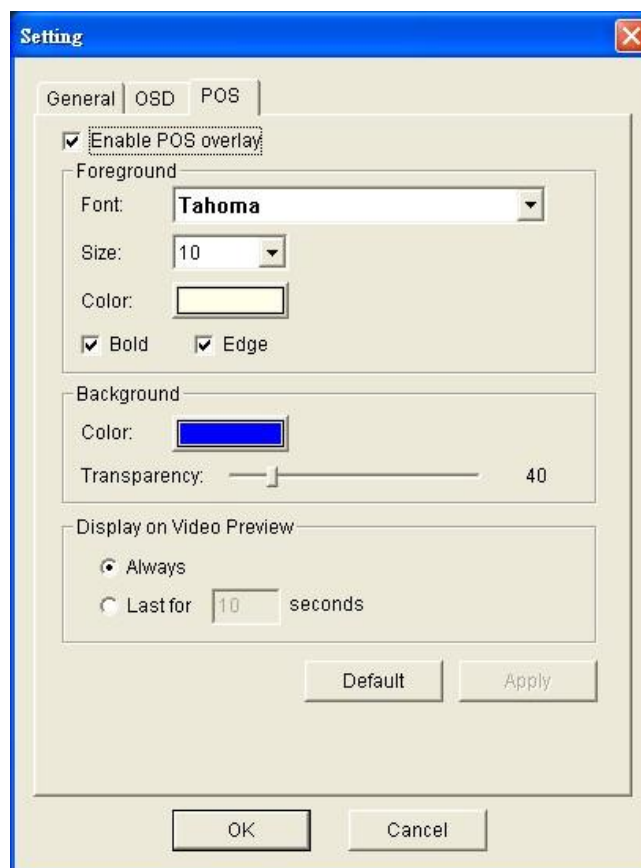 Setting
General OSD POS
Enable POS overlay
Foreground
Font: Tahoma
Size: 10
Color:
Bold Edge
Background
Color:
Transparency: 40
Display on Video Preview
Always
Last for 10 seconds
Default Apply
OK Cancel